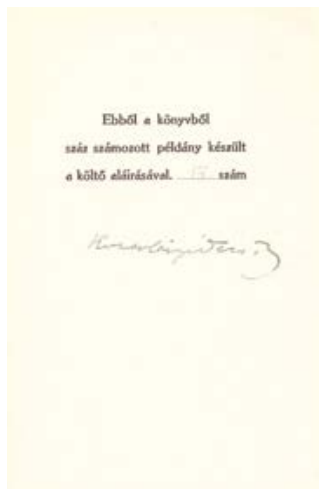 Ebből a könyvből
száz számozott példány készült
a költő aláírásával. szám